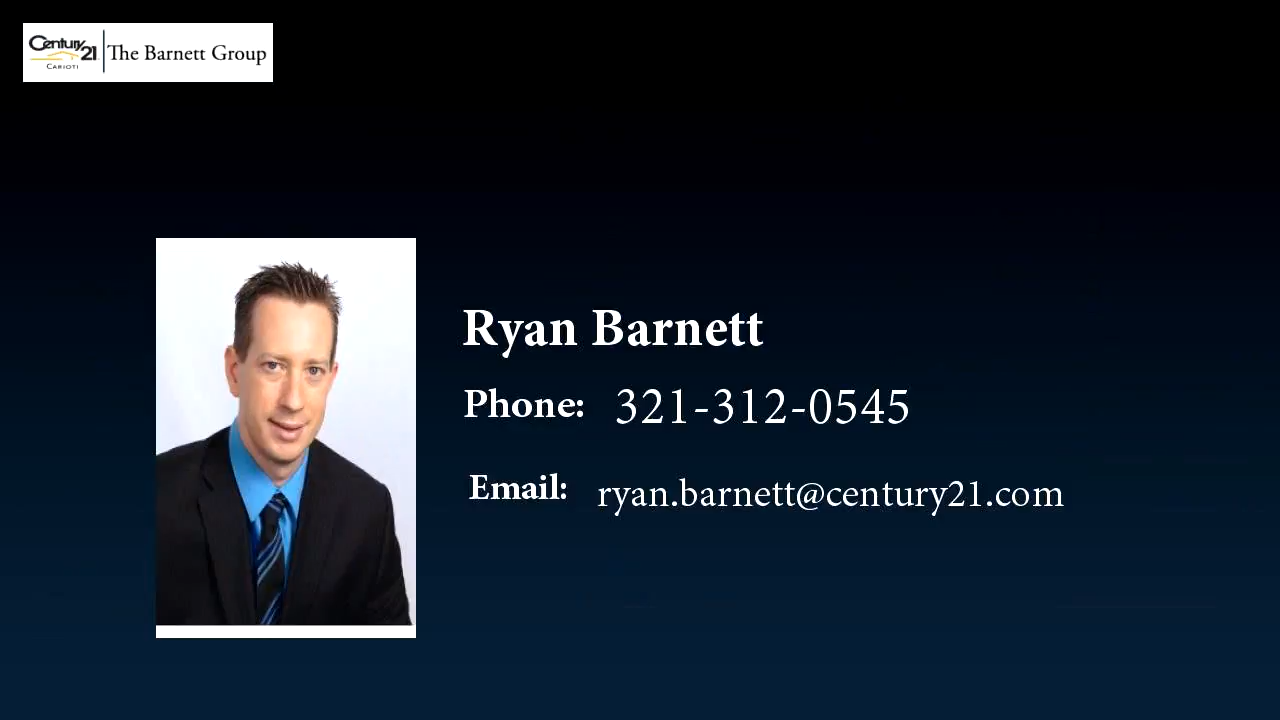 Century 21 CARIOTI The Barnett Group
Ryan Barnett
Phone: 321-312-0545
Email: ryan.barnett@century21.com